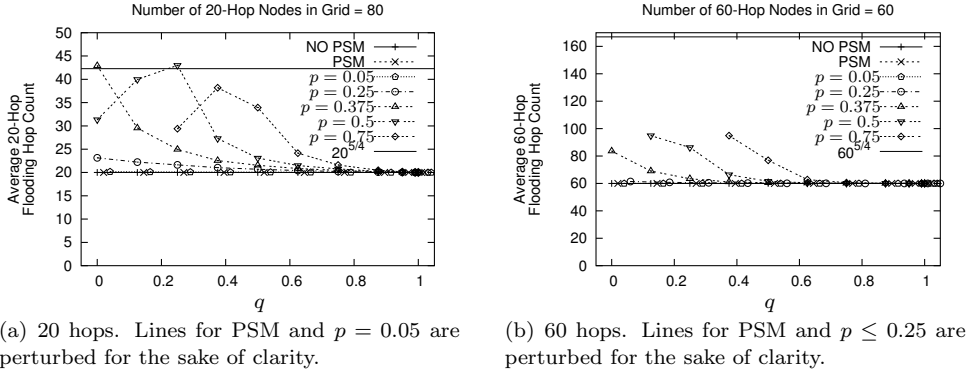 Number of 20-Hop Nodes in Grid = 80
50
45
40
35
30
25
20
15
10
5
0
Average 20-Hop
Flooding Hop Count
NO PSM
PSM
p = 0.05
p = 0.25
p = 0.375
p = 0.5
p = 0.75
20^{5/4}
0 0.2 0.4 0.6 0.8 1
q
(a) 20 hops. Lines for PSM and p = 0.05 are
perturbed for the sake of clarity.
Number of 60-Hop Nodes in Grid = 60
160
140
120
100
80
60
40
20
0
Average 60-Hop
Flooding Hop Count
NO PSM
PSM
p = 0.05
p = 0.25
p = 0.375
p = 0.5
p = 0.75
60^{5/4}
0 0.2 0.4 0.6 0.8 1
q
(b) 60 hops. Lines for PSM and p ≤ 0.25 are
perturbed for the sake of clarity.